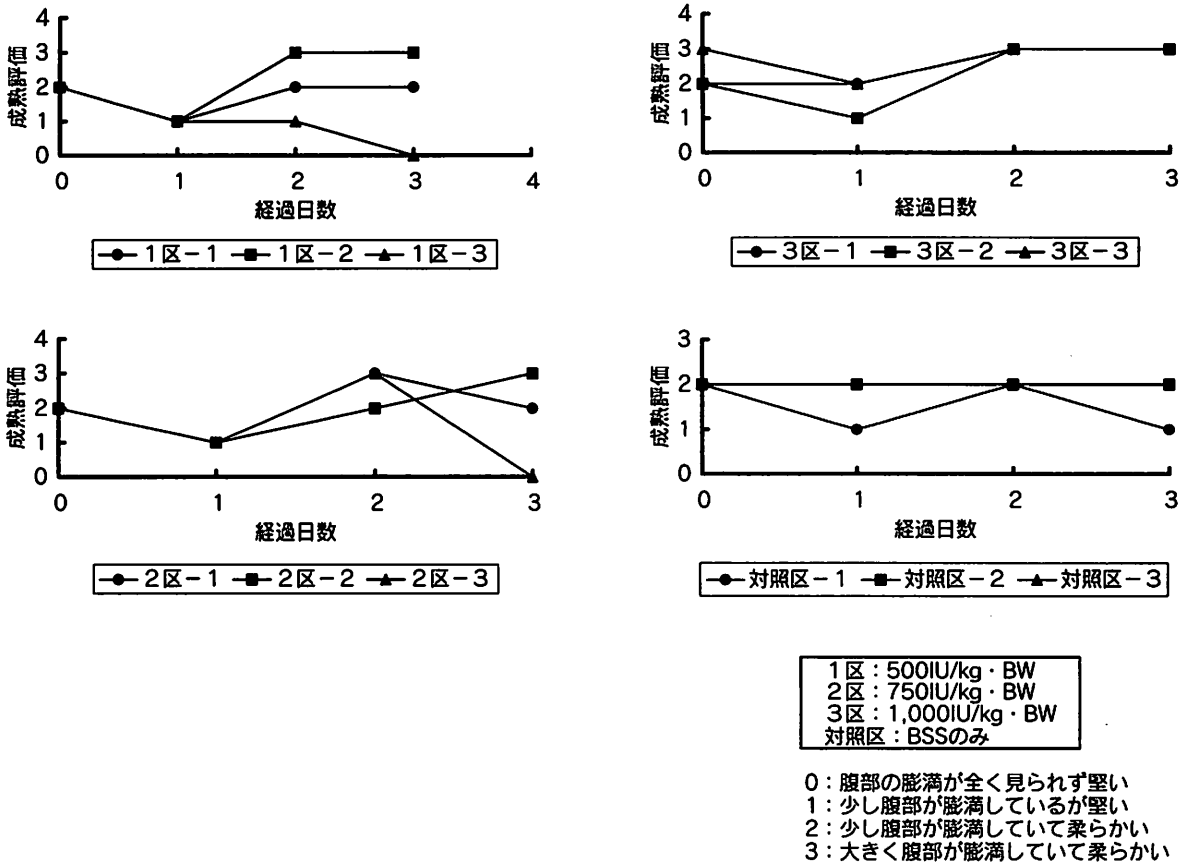 成熟評価
4
3
2
1
0
0 1 2 3 4
経過日数
1区-1 1区-2 1区-3
成熟評価
4
3
2
1
0
0 1 2 3
経過日数
3区-1 3区-2 3区-3
成熟評価
4
3
2
1
0
0 1 2 3
経過日数
2区-1 2区-2 2区-3
成熟評価
3
2
1
0
0 1 2 3
経過日数
対照区-1 対照区-2 対照区-3
1区:500IU/kg・BW
2区:750IU/kg・BW
3区:1,000IU/kg・BW
対照区:BSSのみ
0:腹部の膨満が全く見られず堅い
1:少し腹部が膨満しているが堅い
2:少し腹部が膨満していて柔らかい
3:大きく腹部が膨満していて柔らかい